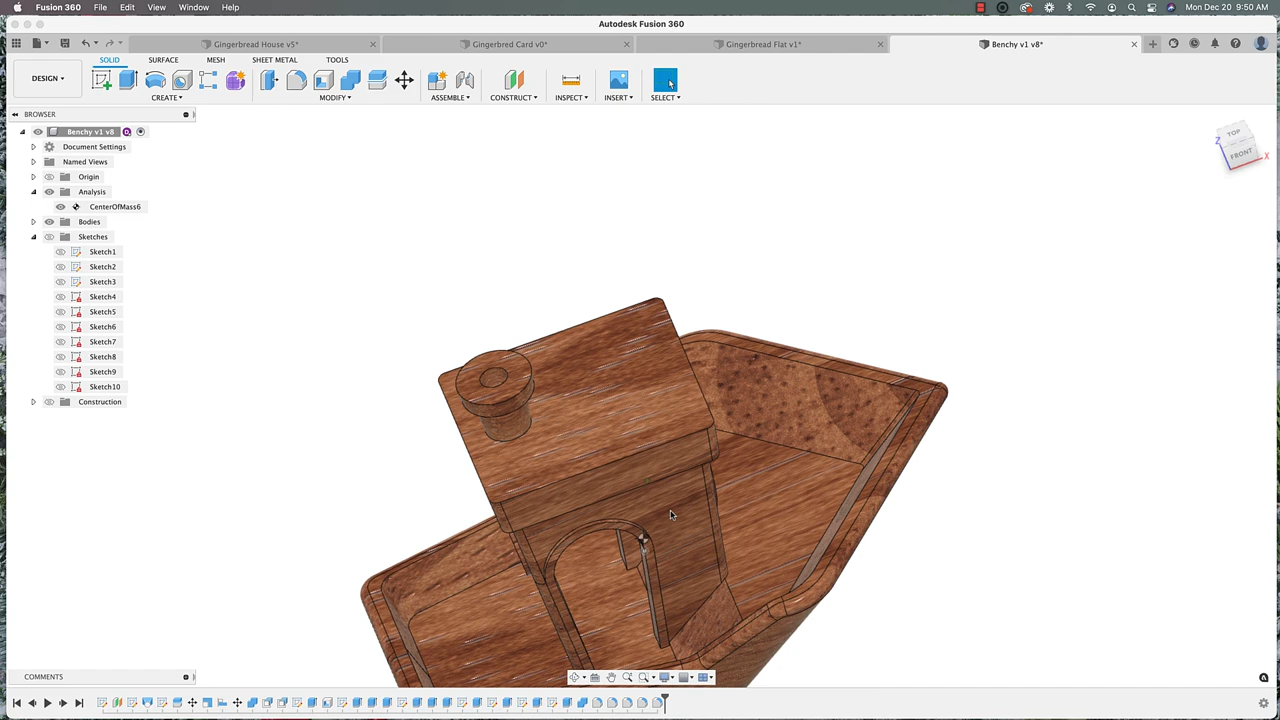 Fusion 360 File Edit View Window Help Mon Dec 20 9:50 AM
Autodesk Fusion 360
Gingerbread House v5* Gingerbred Card v0* Gingerbread Flat v1* Benchy v1 v8*
SOLID SURFACE MESH SHEET METAL TOOLS
DESIGN
CREATE MODIFY ASSEMBLE CONSTRUCT INSPECT INSERT SELECT
BROWSER
Benchy v1 v8
Document Settings
Named Views
Origin
Analysis
CenterOfMass6
Bodies
Sketches
Sketch1
Sketch2
Sketch3
Sketch4
Sketch5
Sketch6
Sketch7
Sketch8
Sketch9
Sketch10
Construction
TOP
Z
FRONT
X
COMMENTS